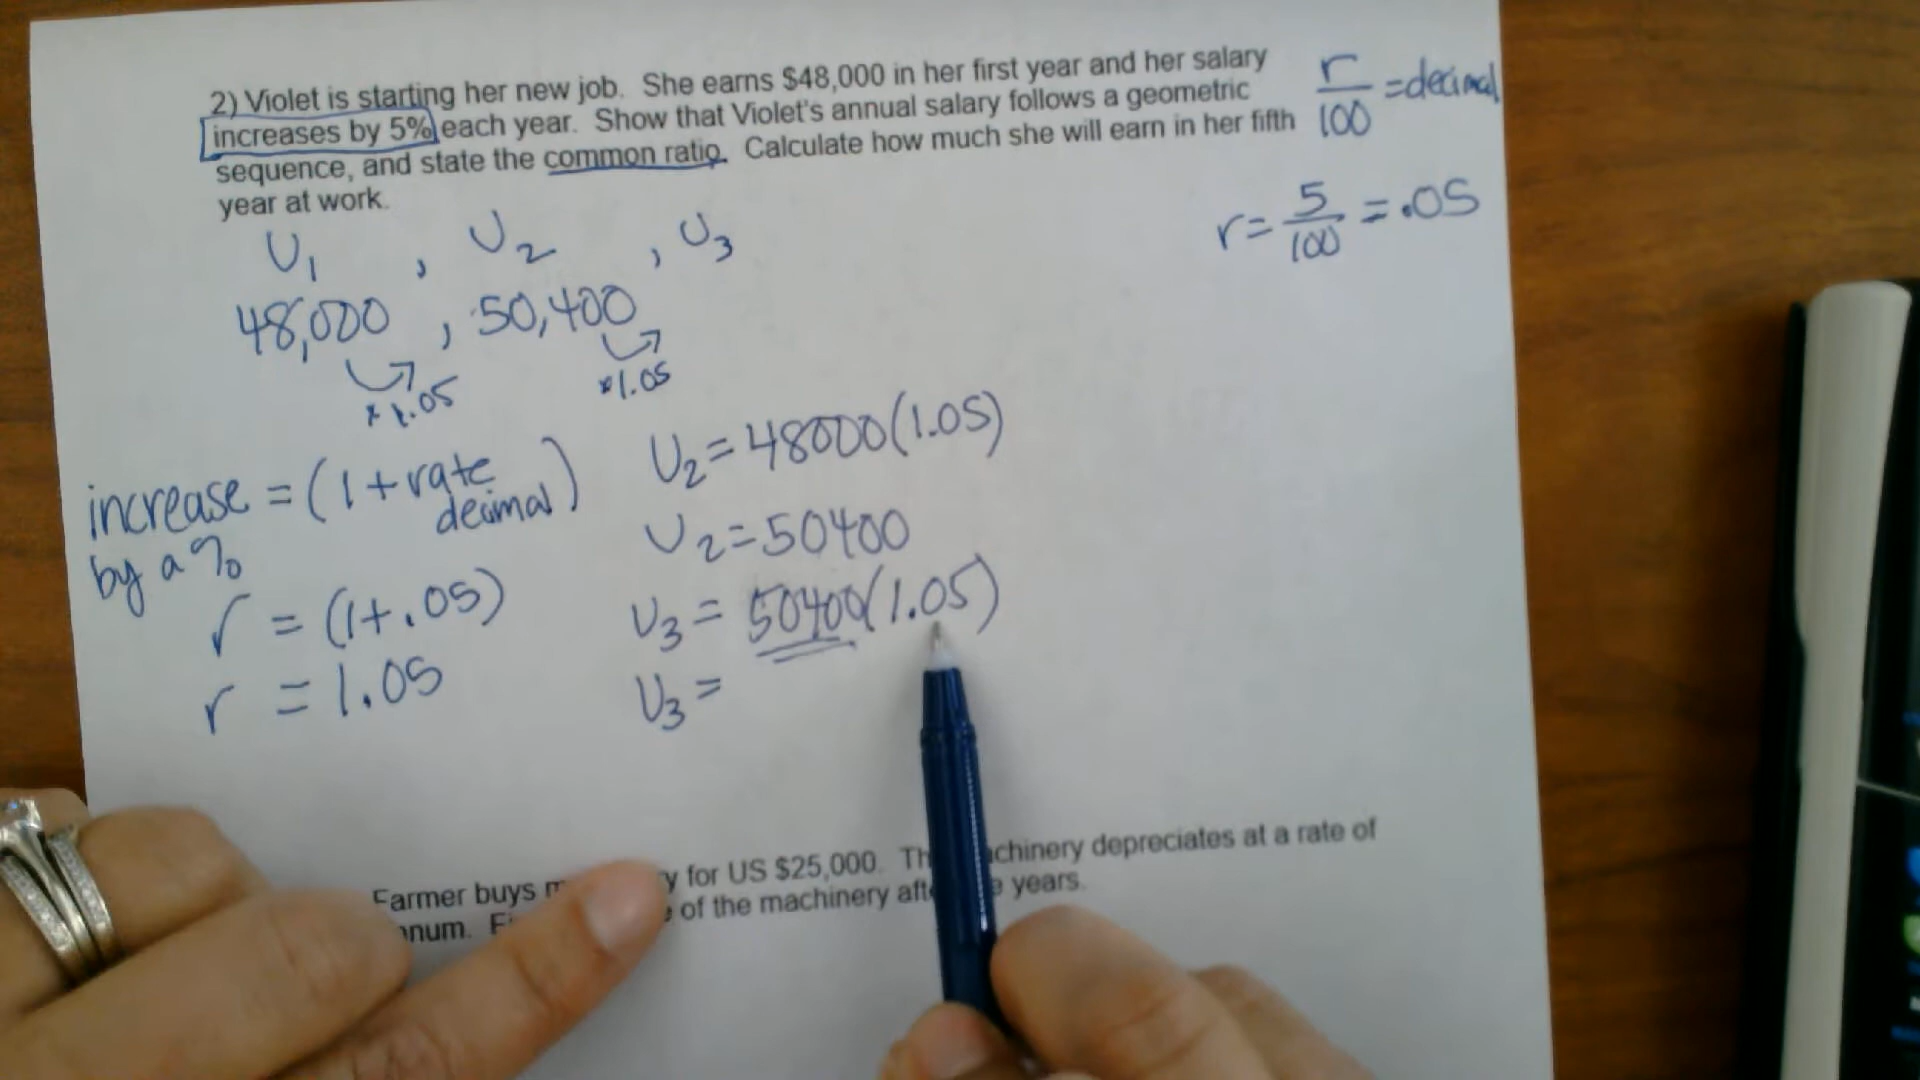 2) Violet is starting her new job. She earns $48,000 in her first year and her salary
increases by 5% each year. Show that Violet's annual salary follows a geometric
sequence, and state the common ratio. Calculate how much she will earn in her fifth
year at work.
r/100 = decimal
r = 5/100 = .05
U1 , U2 , U3
48,000 , 50,400
× 1.05 × 1.05
increase = (1 + rate decimal)
by a %
r = (1 + .05)
r = 1.05
U2 = 48000(1.05)
U2 = 50400
U3 = 50400(1.05)
U3 =
Farmer buys for US $25,000. depreciates at a rate of
of the machinery years.